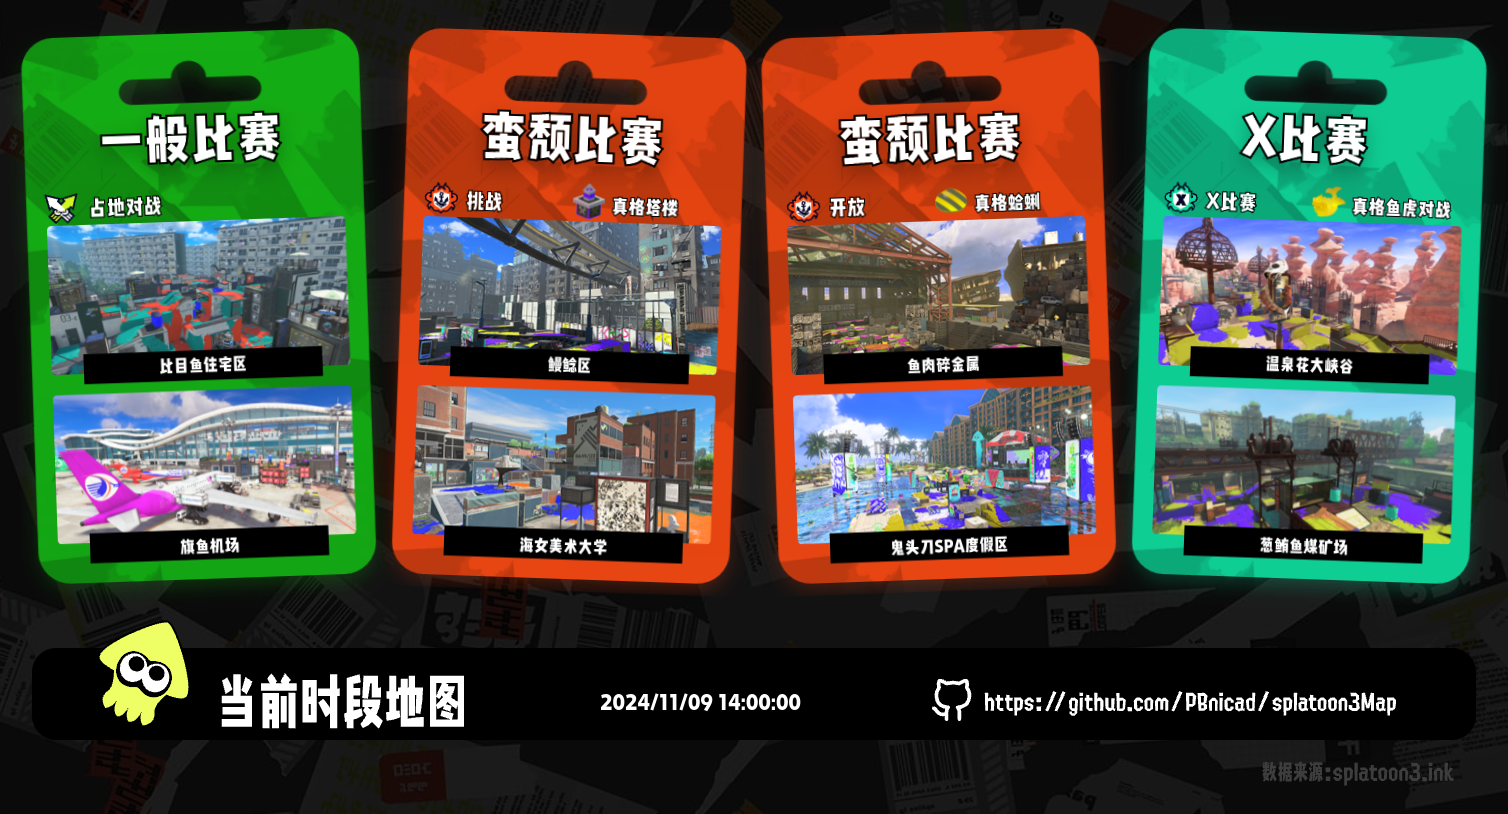 一般比赛
占地对战
比目鱼住宅区
旗鱼机场
蛮颓比赛
挑战
真格塔楼
鳗鲶区
海女美术大学
蛮颓比赛
开放
真格蛤蜊
鱼肉碎金属
鬼头刀SPA度假区
X比赛
X比赛
真格鱼虎对战
温泉花大峡谷
葱鲔鱼煤矿场
当前时段地图
2024/11/09 14:00:00
https://github.com/PBnicad/splatoon3Map
数据来源:splatoon3.ink